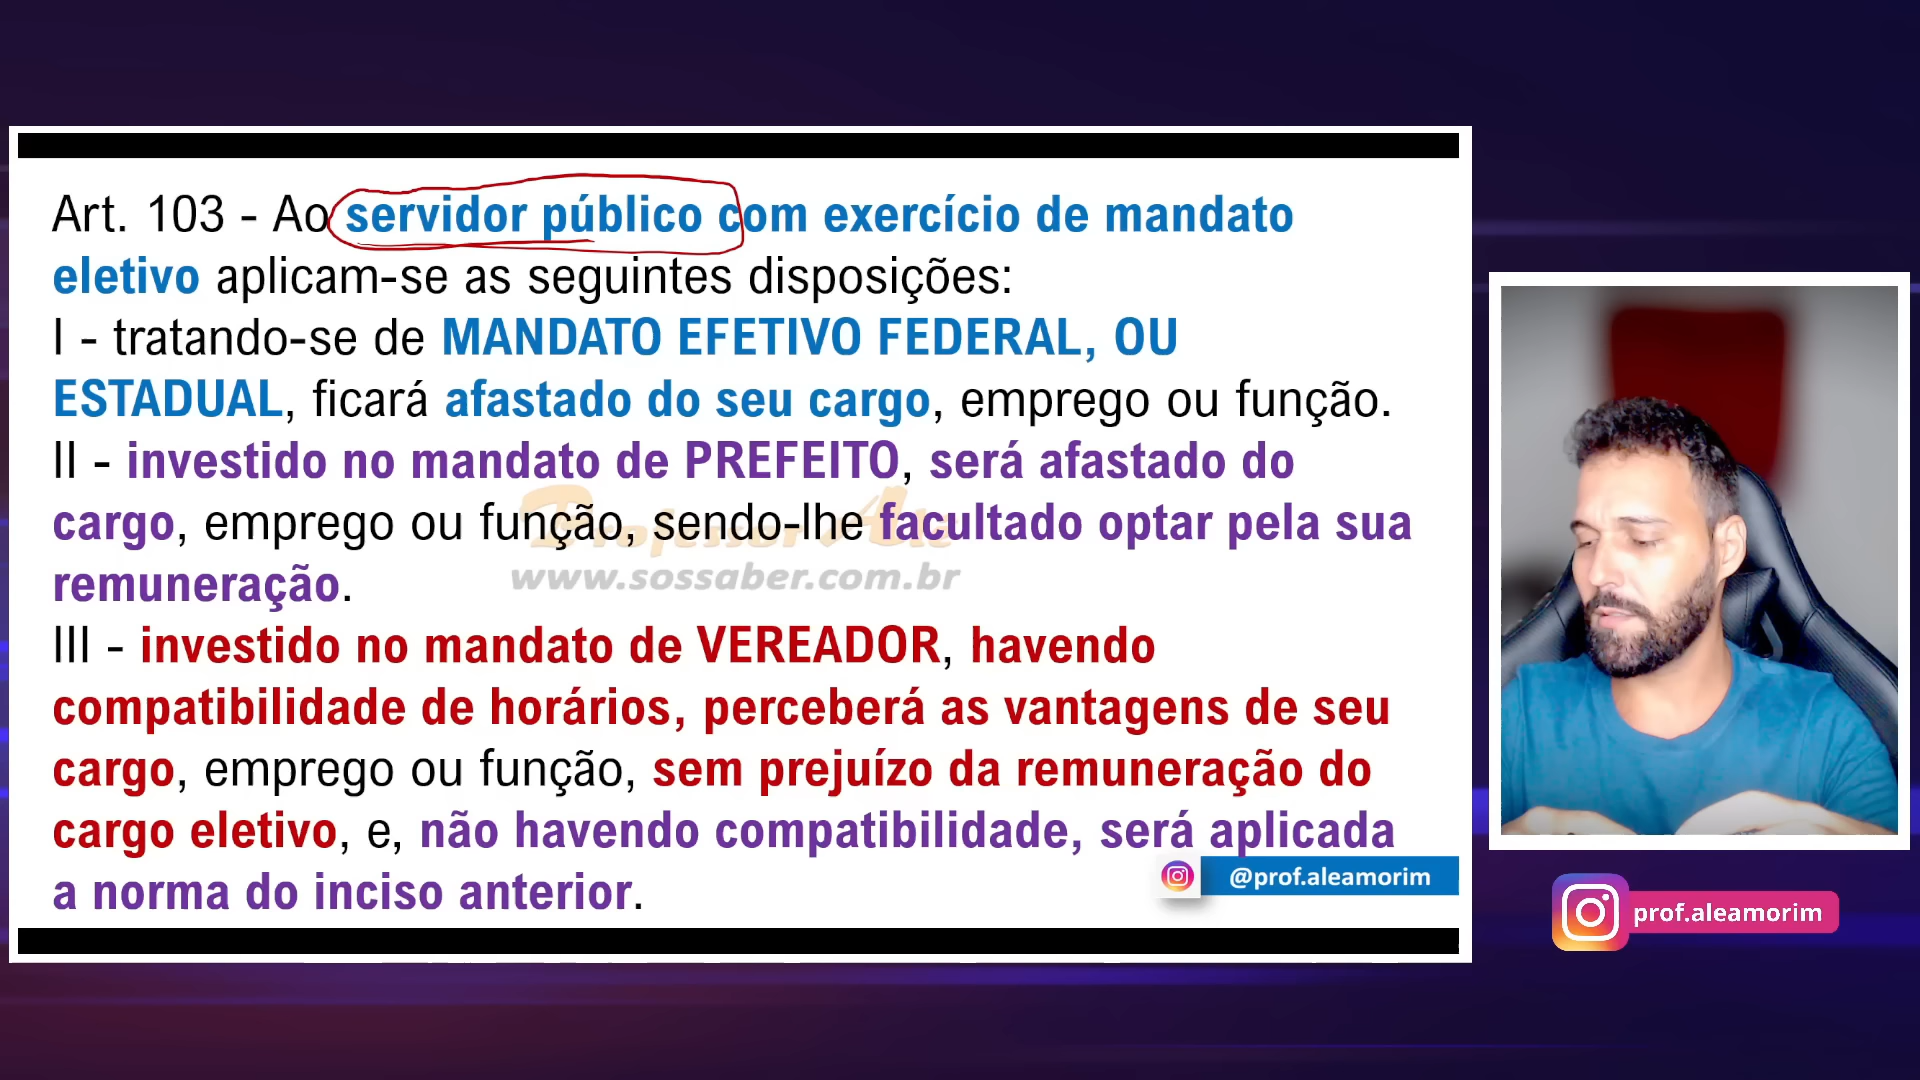 Art. 103 - Ao servidor público com exercício de mandato
eletivo aplicam-se as seguintes disposições:
I - tratando-se de MANDATO EFETIVO FEDERAL, OU
ESTADUAL, ficará afastado do seu cargo, emprego ou função.
II - investido no mandato de PREFEITO, será afastado do
cargo, emprego ou função, sendo-lhe facultado optar pela sua
remuneração.
Professor Ale
www.sossaber.com.br
III - investido no mandato de VEREADOR, havendo
compatibilidade de horários, perceberá as vantagens de seu
cargo, emprego ou função, sem prejuízo da remuneração do
cargo eletivo, e, não havendo compatibilidade, será aplicada
a norma do inciso anterior.
@prof.aleamorim
prof.aleamorim